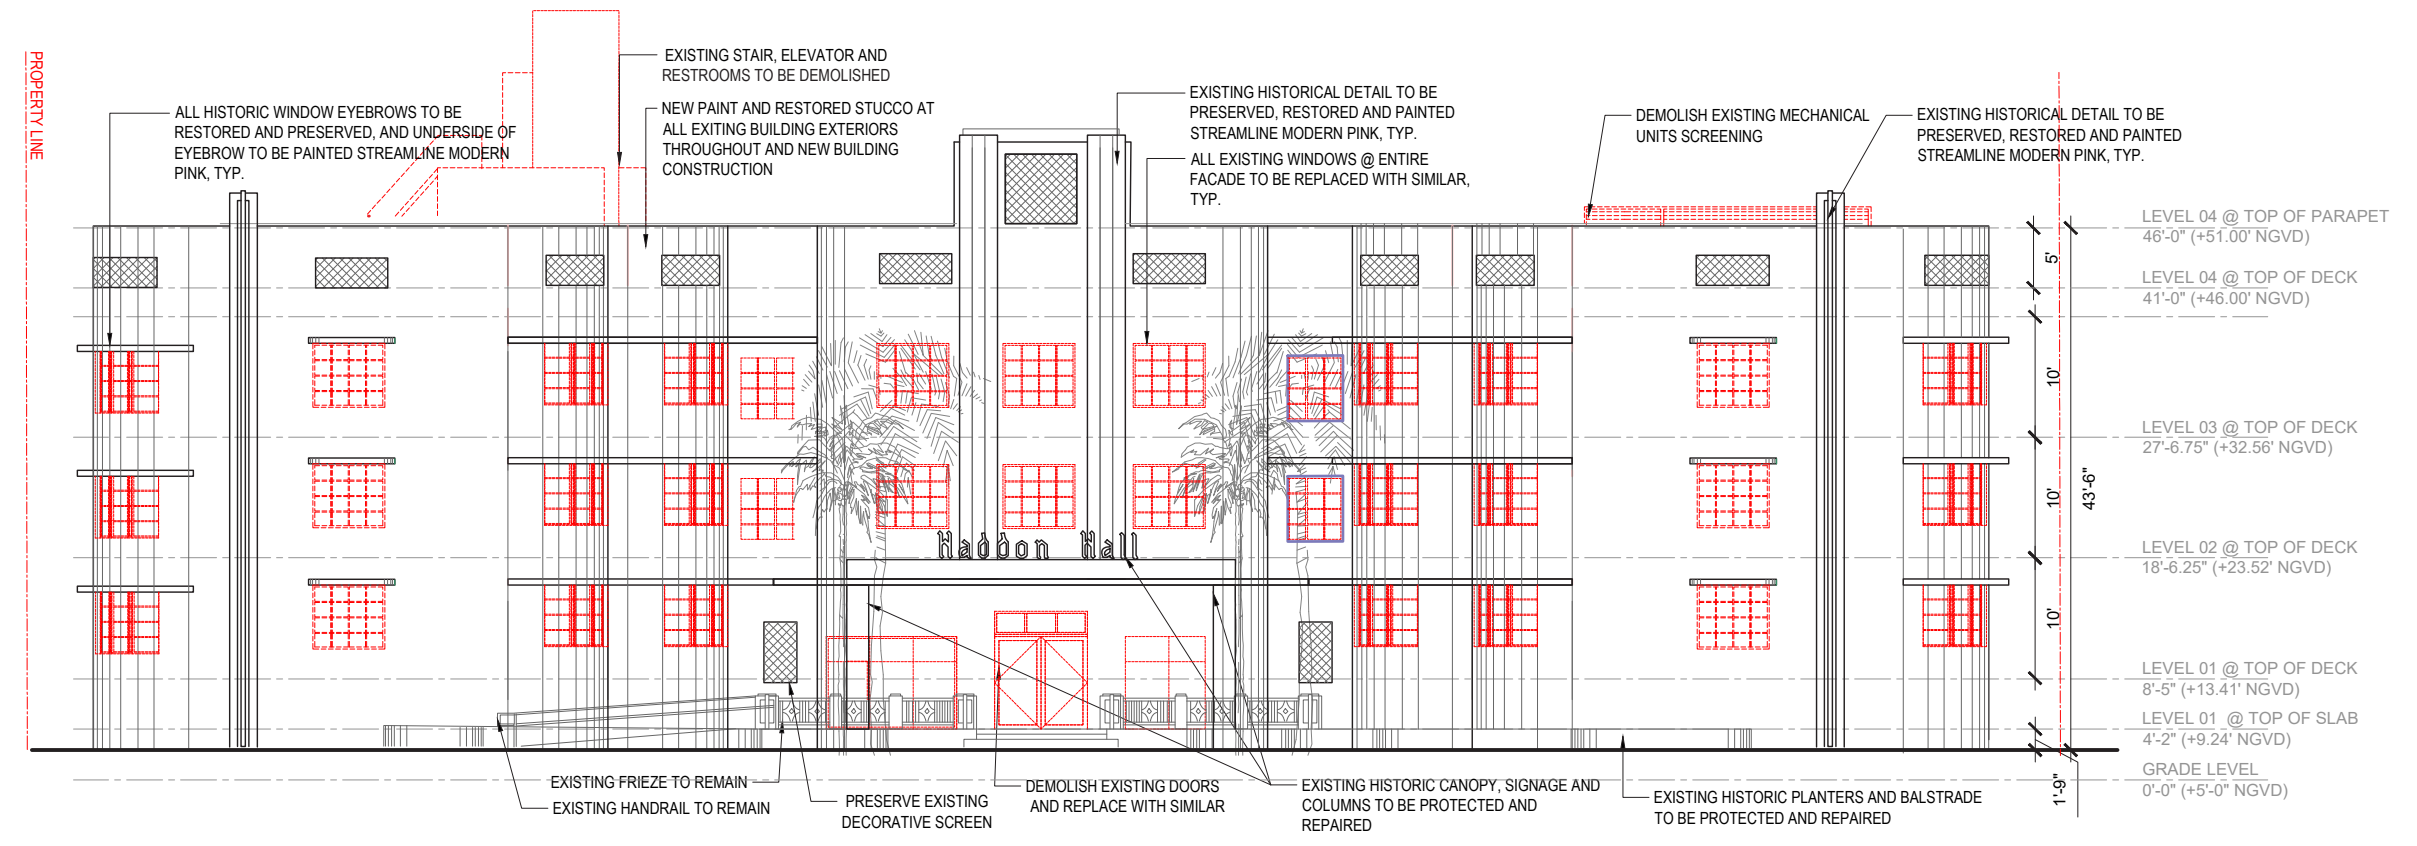 PROPERTY LINE
EXISTING STAIR, ELEVATOR AND
RESTROOMS TO BE DEMOLISHED
ALL HISTORIC WINDOW EYEBROWS TO BE
RESTORED AND PRESERVED, AND UNDERSIDE OF
EYEBROW TO BE PAINTED STREAMLINE MODERN
PINK, TYP.
NEW PAINT AND RESTORED STUCCO AT
ALL EXITING BUILDING EXTERIORS
THROUGHOUT AND NEW BUILDING
CONSTRUCTION
EXISTING HISTORICAL DETAIL TO BE
PRESERVED, RESTORED AND PAINTED
STREAMLINE MODERN PINK, TYP.
ALL EXISTING WINDOWS @ ENTIRE
FACADE TO BE REPLACED WITH SIMILAR,
TYP.
DEMOLISH EXISTING MECHANICAL
UNITS SCREENING
EXISTING HISTORICAL DETAIL TO BE
PRESERVED, RESTORED AND PAINTED
STREAMLINE MODERN PINK, TYP.
LEVEL 04 @ TOP OF PARAPET
46'-0" (+51.00' NGVD)
5'
LEVEL 04 @ TOP OF DECK
41'-0" (+46.00' NGVD)
10'
LEVEL 03 @ TOP OF DECK
27'-6.75" (+32.56' NGVD)
10'
43'-6"
LEVEL 02 @ TOP OF DECK
18'-6.25" (+23.52' NGVD)
10'
LEVEL 01 @ TOP OF DECK
8'-5" (+13.41' NGVD)
LEVEL 01 @ TOP OF SLAB
4'-2" (+9.24' NGVD)
GRADE LEVEL
0'-0" (+5'-0" NGVD)
1'-9"
Haddon Hall
EXISTING FRIEZE TO REMAIN
EXISTING HANDRAIL TO REMAIN
PRESERVE EXISTING
DECORATIVE SCREEN
DEMOLISH EXISTING DOORS
AND REPLACE WITH SIMILAR
EXISTING HISTORIC CANOPY, SIGNAGE AND
COLUMNS TO BE PROTECTED AND
REPAIRED
EXISTING HISTORIC PLANTERS AND BALSTRADE
TO BE PROTECTED AND REPAIRED